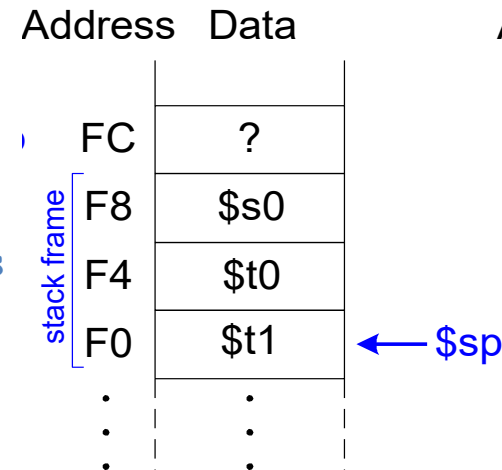 Address Data
FC ?
stack frame
F8 $s0
F4 $t0
F0 $t1 $sp